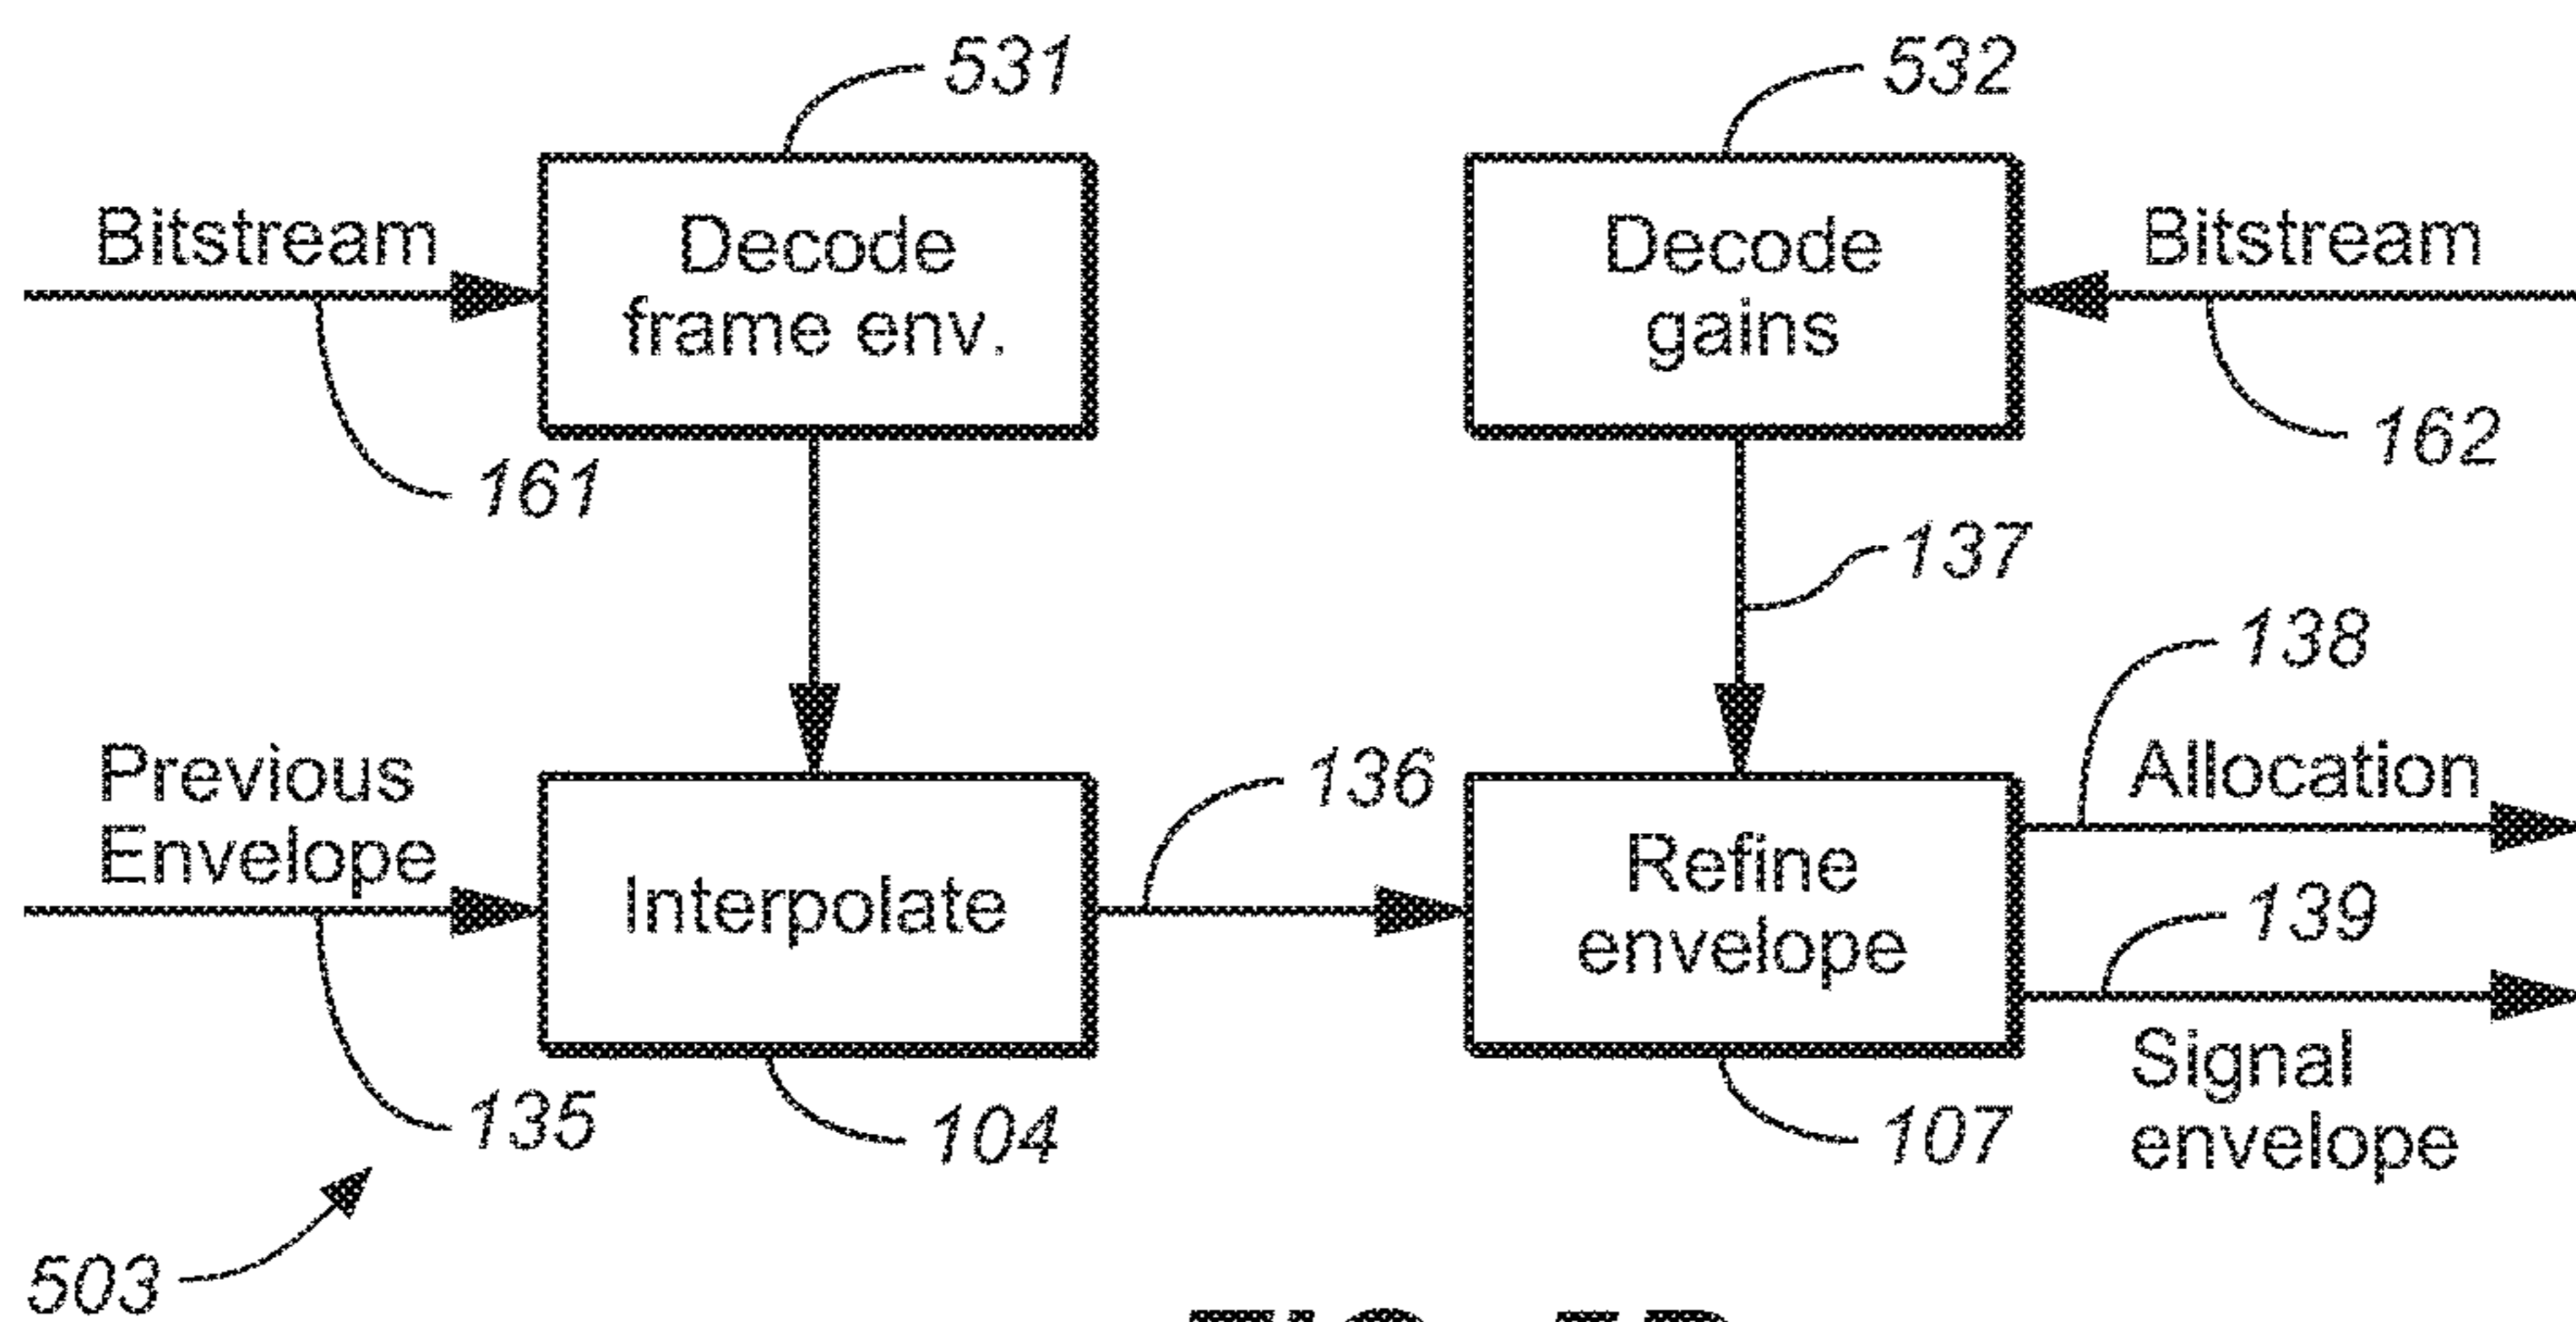 531
532
Bitstream
Decode
frame env.
Decode
gains
Bitstream
161
162
137
138
Previous
Envelope
Interpolate
136
Refine
envelope
Allocation
139
Signal
envelope
135
104
107
503